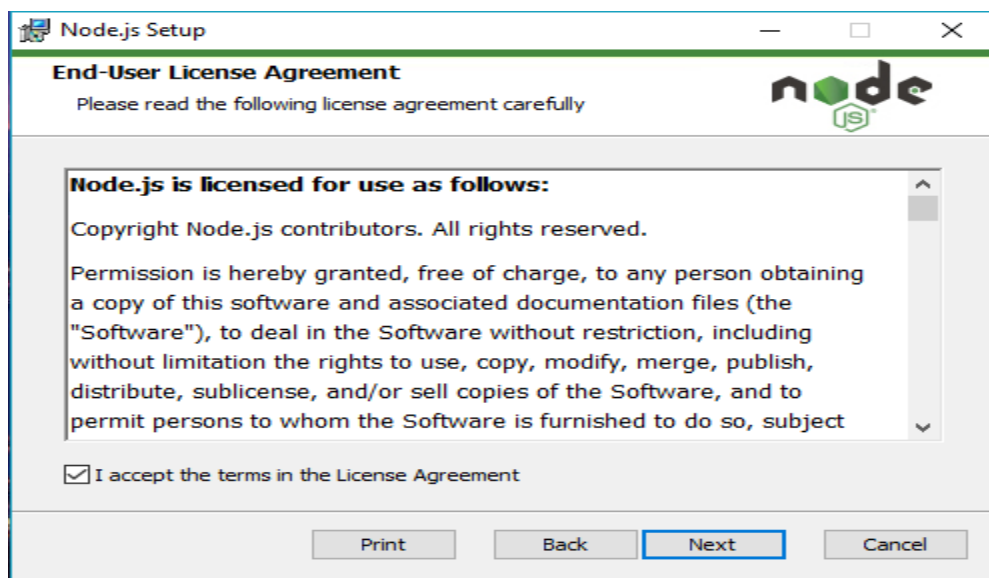 Node.js Setup
End-User License Agreement
Please read the following license agreement carefully
node
JS
Node.js is licensed for use as follows:
Copyright Node.js contributors. All rights reserved.
Permission is hereby granted, free of charge, to any person obtaining
a copy of this software and associated documentation files (the
"Software"), to deal in the Software without restriction, including
without limitation the rights to use, copy, modify, merge, publish,
distribute, sublicense, and/or sell copies of the Software, and to
permit persons to whom the Software is furnished to do so, subject
I accept the terms in the License Agreement
Print Back Next Cancel